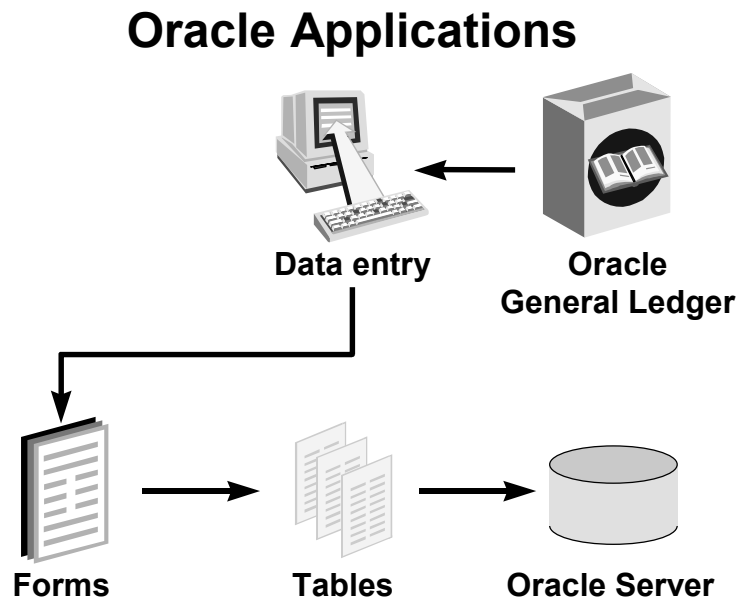 Oracle Applications
Data entry
Oracle
General Ledger
Forms
Tables
Oracle Server